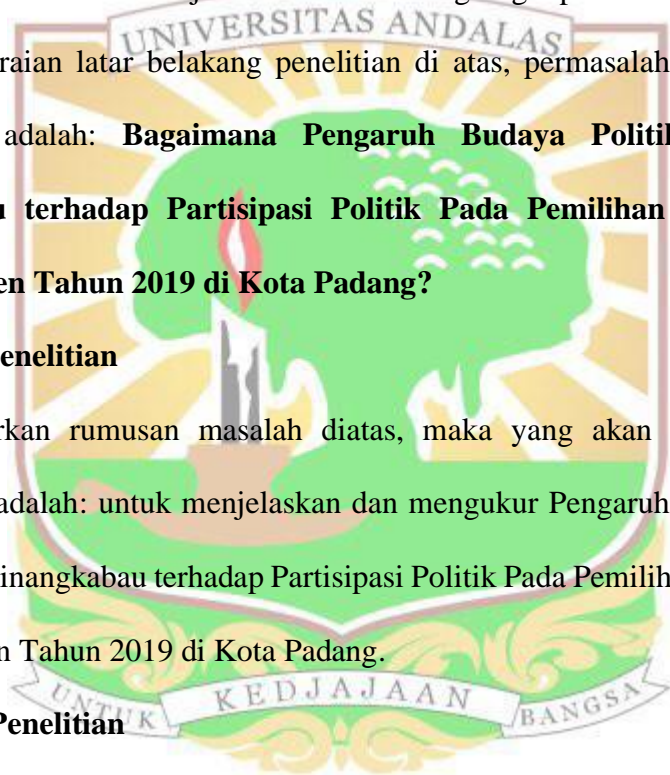 UNIVERSITAS ANDALAS
raian latar belakang penelitian di atas, permasalah
adalah: Bagaimana Pengaruh Budaya Politik
terhadap Partisipasi Politik Pada Pemilihan
en Tahun 2019 di Kota Padang?
enelitian
rkan rumusan masalah diatas, maka yang akan
adalah: untuk menjelaskan dan mengukur Pengaruh
inangkabau terhadap Partisipasi Politik Pada Pemilih
n Tahun 2019 di Kota Padang.
UNTUK KEDJAJAAN BANGSA
Penelitian